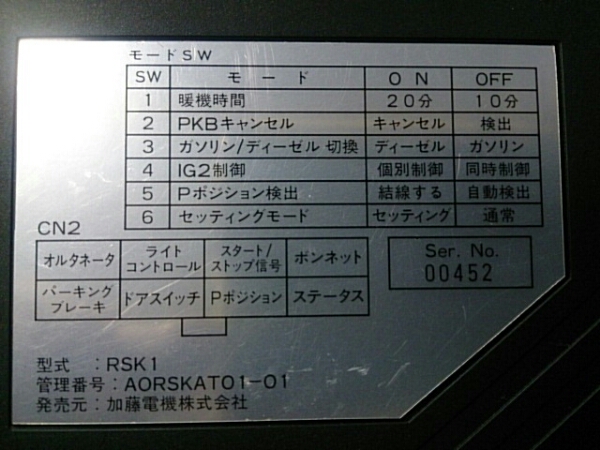 モードSW
SW モード ON OFF
1 暖機時間 20分 10分
2 PKBキャンセル キャンセル 検出
3 ガソリン/ディーゼル 切換 ディーゼル ガソリン
4 IG2制御 個別制御 同時制御
5 Pポジション検出 結線する 自動検出
6 セッティングモード セッティング 通常
CN2
オルタネータ ライトコントロール スタート/ストップ信号 ボンネット
パーキングブレーキ ドアスイッチ Pポジション ステータス
Ser. No.
00452
型式 : RSK1
管理番号: AORSKAT01-01
発売元: 加藤電機株式会社